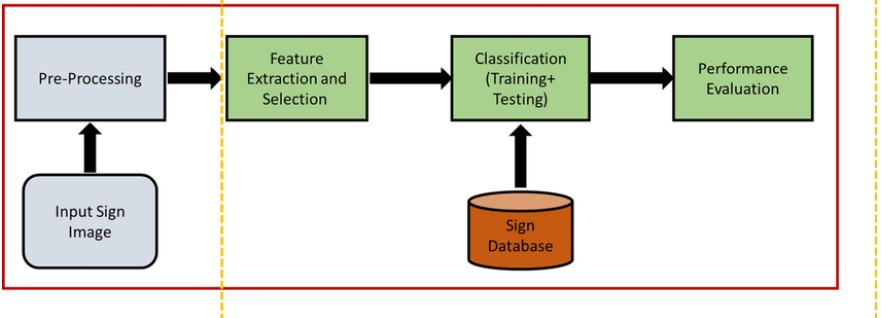 Pre-Processing
Feature
Extraction and
Selection
Classification
(Training+
Testing)
Performance
Evaluation
Input Sign
Image
Sign
Database